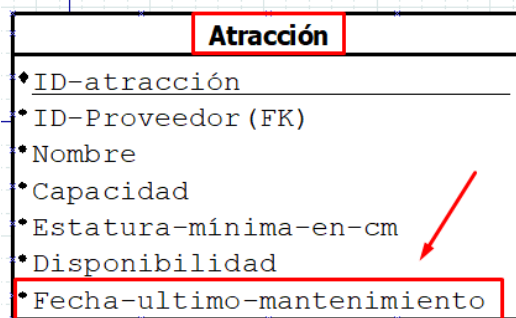 Atracción
ID-atracción
ID-Proveedor(FK)
Nombre
Capacidad
Estatura-mínima-en-cm
Disponibilidad
Fecha-ultimo-mantenimiento